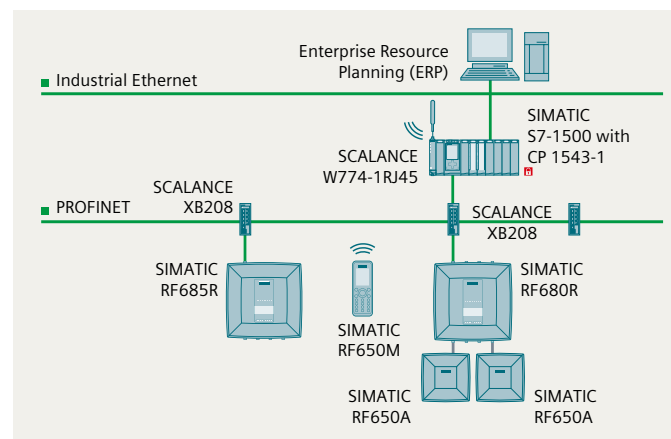 Enterprise Resource
Planning (ERP)
Industrial Ethernet
SIMATIC
S7-1500 with
CP 1543-1
SCALANCE
W774-1RJ45
SCALANCE
XB208
PROFINET
SCALANCE
XB208
SIMATIC
RF685R
SIMATIC
RF680R
SIMATIC
RF650M
SIMATIC
RF650A
SIMATIC
RF650A